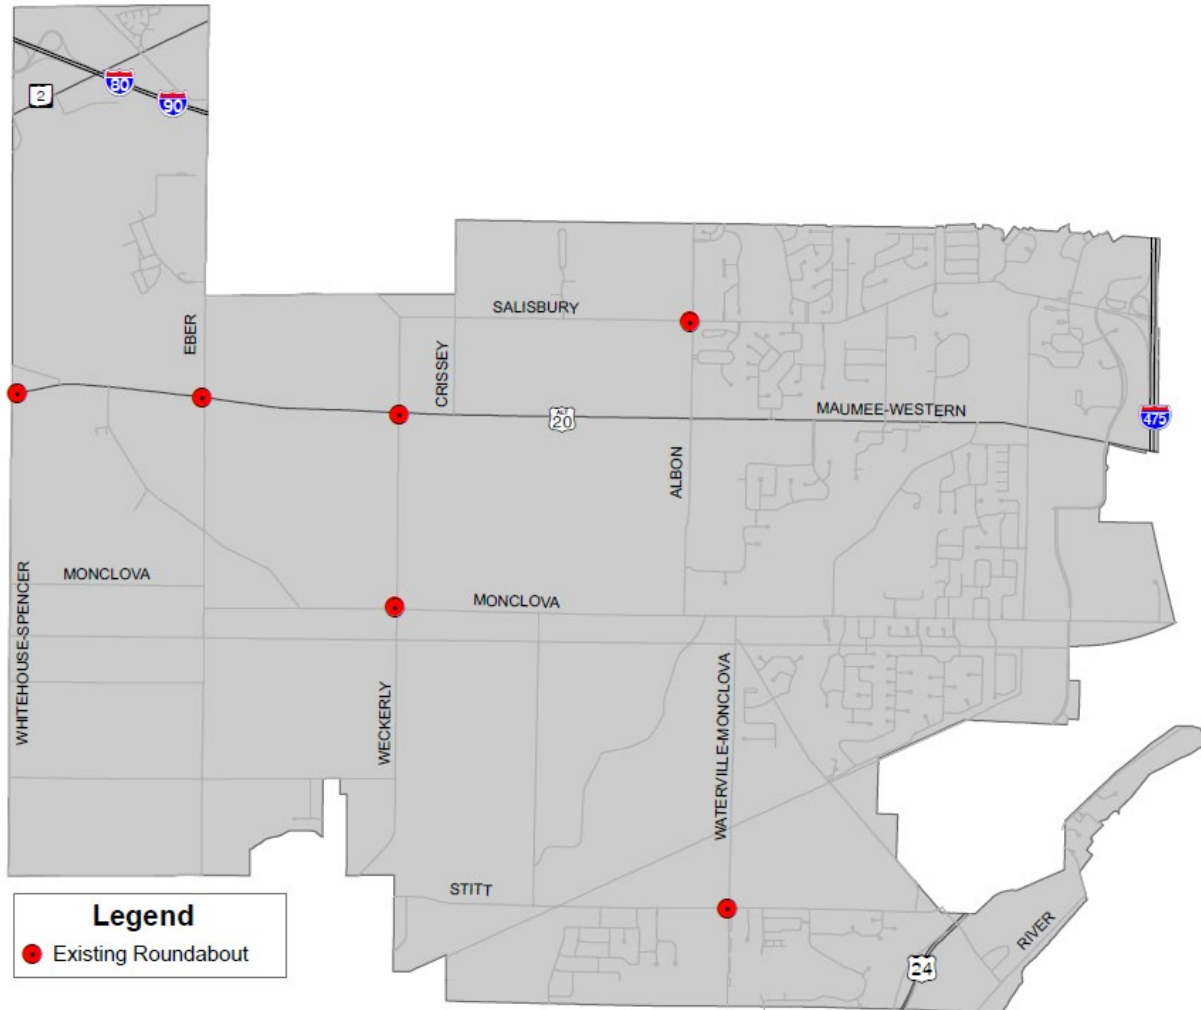 80
2
90
SALISBURY
EBER
CRISSEY
MAUMEE-WESTERN
ALT
20
475
ALBON
MONCLOVA
MONCLOVA
WHITEHOUSE-SPENCER
WECKERLY
WATERVILLE-MONCLOVA
STITT
RIVER
24
Legend
Existing Roundabout